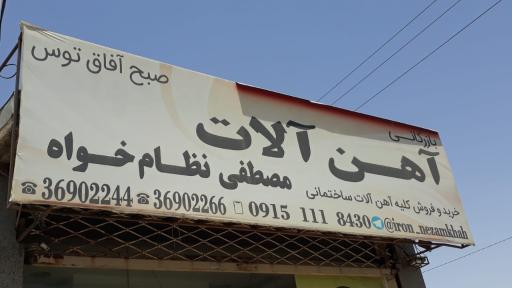 صبح آفاق توس
بازرگانی
آهن آلات
مصطفی نظام خواه
خرید و فروش کلیه آهن آلات ساختمانی
36902244 36902266 0915 111 8430 @iron_nezamkhah